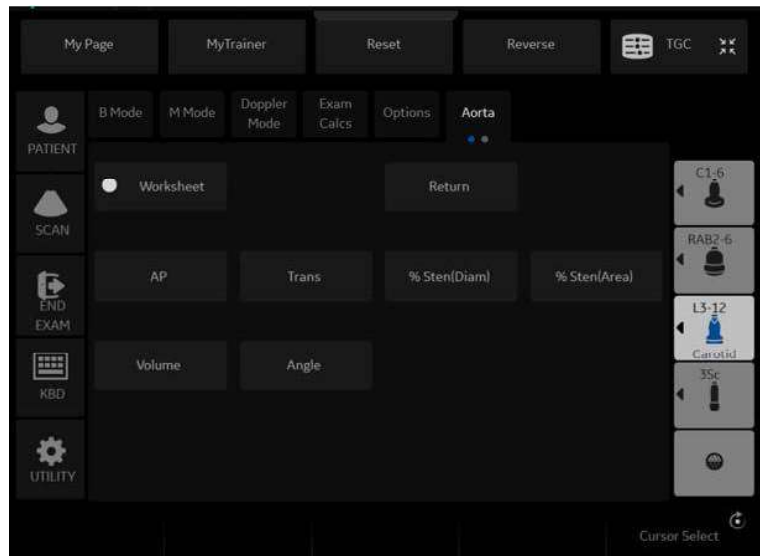 My Page
MyTrainer
Reset
Reverse
TGC
PATIENT
SCAN
END
EXAM
KBD
UTILITY
B Mode
M Mode
Doppler
Mode
Exam
Calcs
Options
Aorta
Worksheet
Return
AP
Trans
% Sten(Diam)
% Sten(Area)
Volume
Angle
C1-6
RAB2-6
L3-12
Carotid
3Sc
Cursor Select